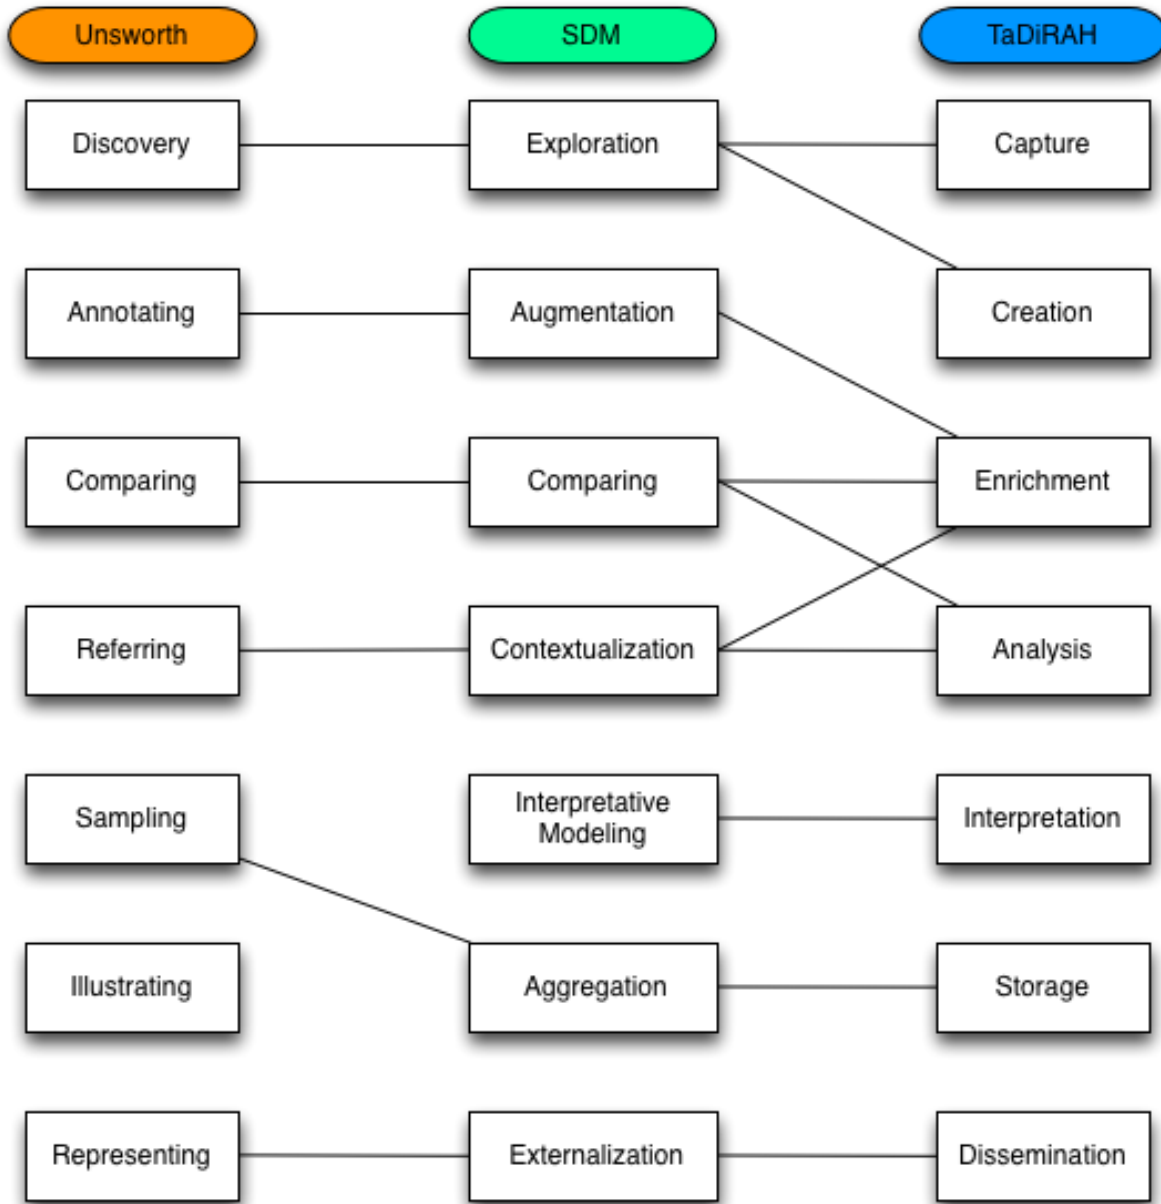 Unsworth
SDM
TaDiRAH
Discovery
Exploration
Capture
Annotating
Augmentation
Creation
Comparing
Comparing
Enrichment
Referring
Contextualization
Analysis
Sampling
Interpretative
Modeling
Interpretation
Illustrating
Aggregation
Storage
Representing
Externalization
Dissemination